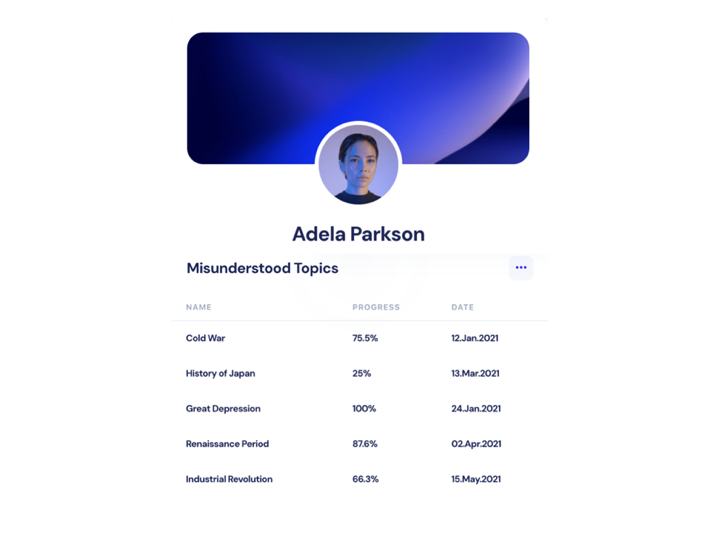 Adela Parkson
Misunderstood Topics
NAME PROGRESS DATE
Cold War 75.5% 12.Jan.2021
History of Japan 25% 13.Mar.2021
Great Depression 100% 24.Jan.2021
Renaissance Period 87.6% 02.Apr.2021
Industrial Revolution 66.3% 15.May.2021